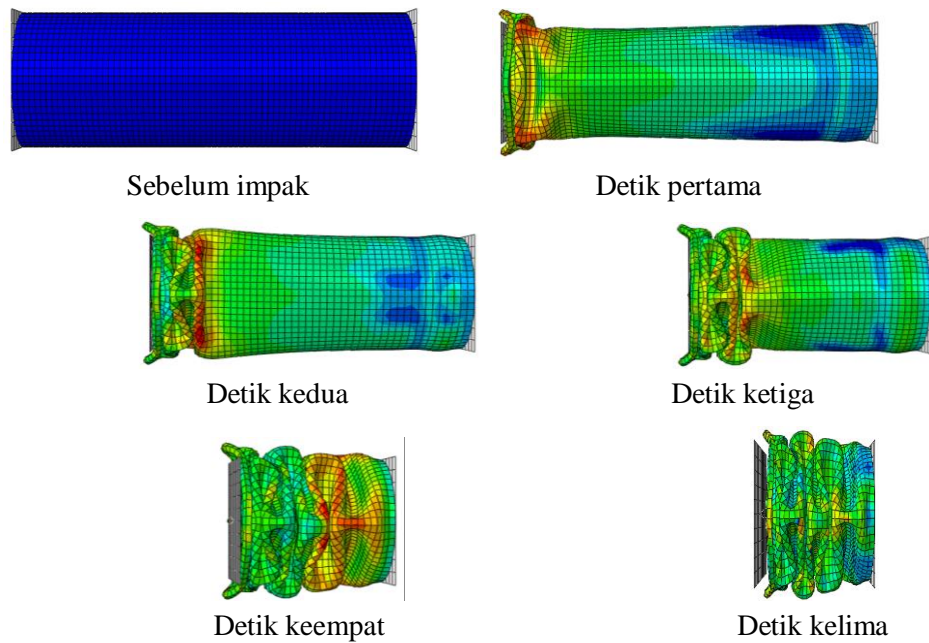 Sebelum impak
Detik pertama
Detik kedua
Detik ketiga
Detik keempat
Detik kelima